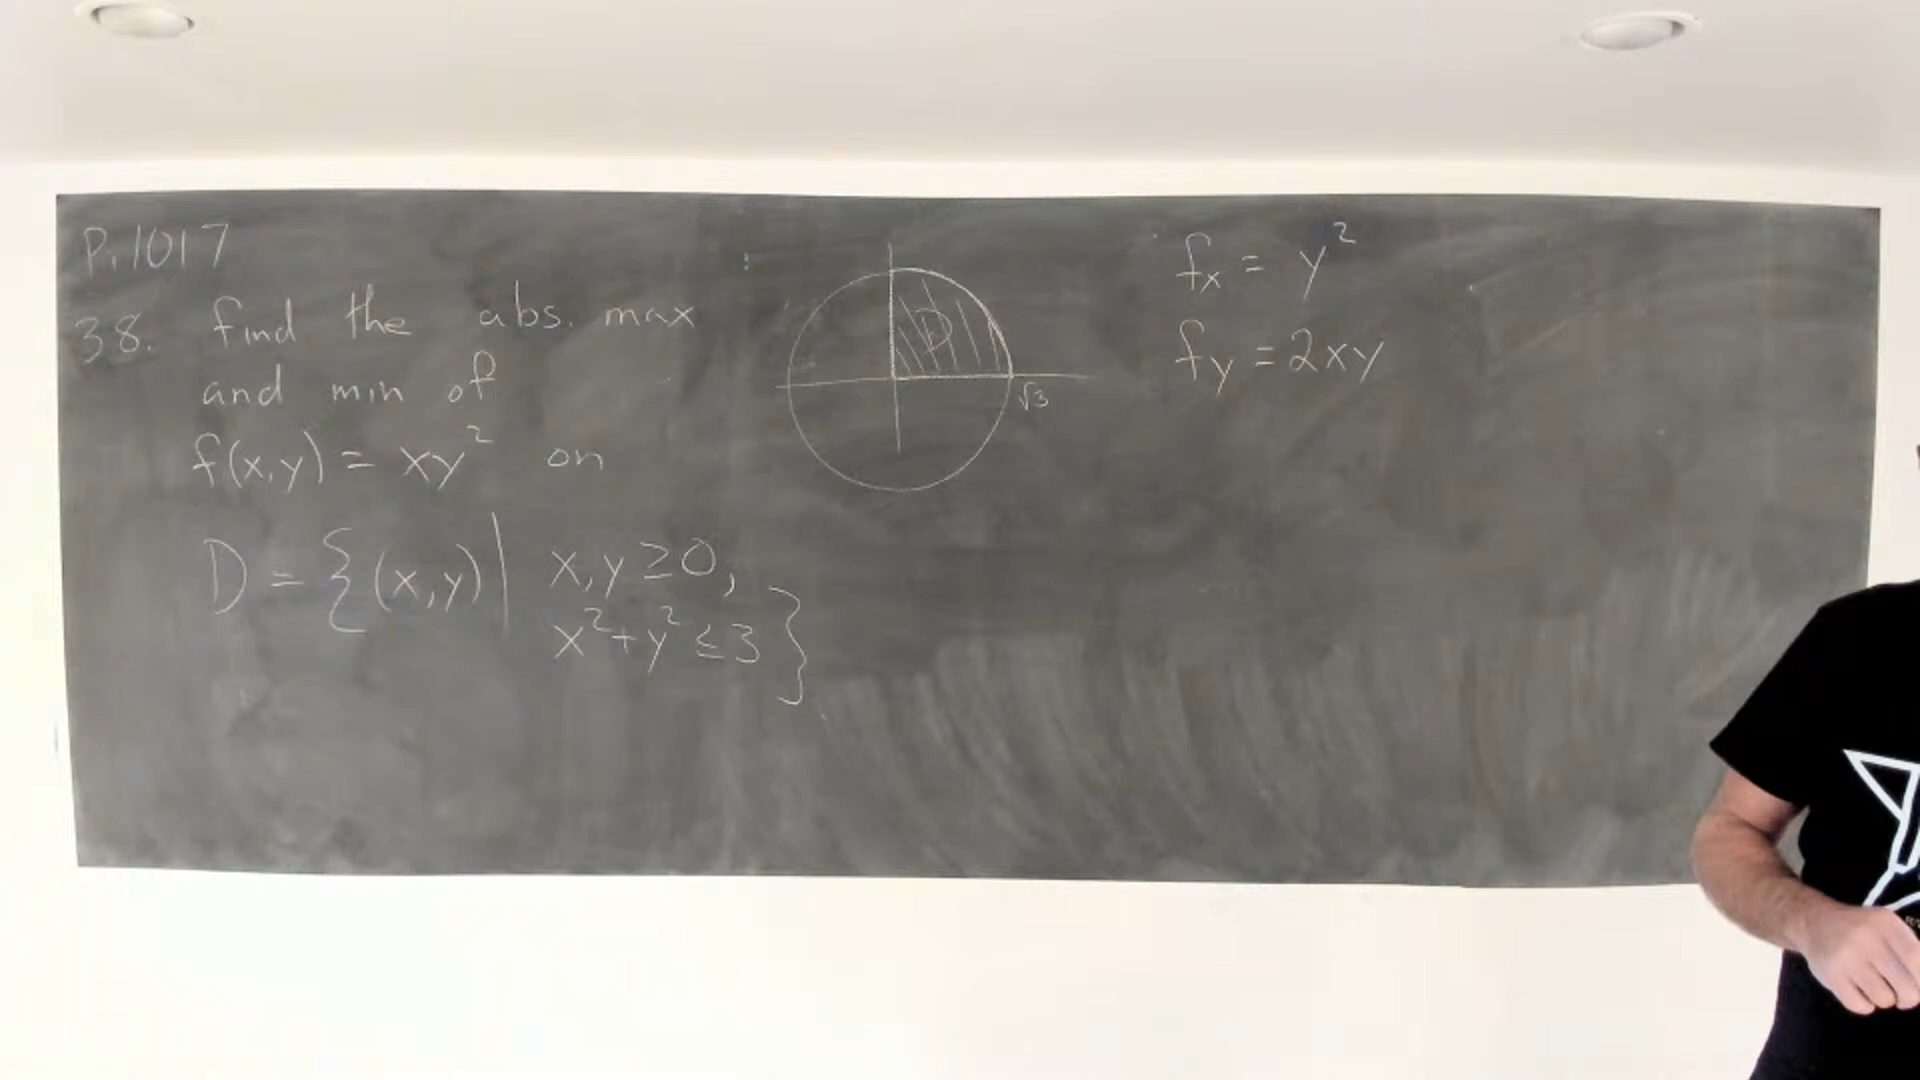 P.1017
38. find the abs. max
and min of
f(x,y) = xy² on
D = {(x,y) | x,y ≥ 0,
x² + y² ≤ 3}
D
√3
fx = y²
fy = 2xy